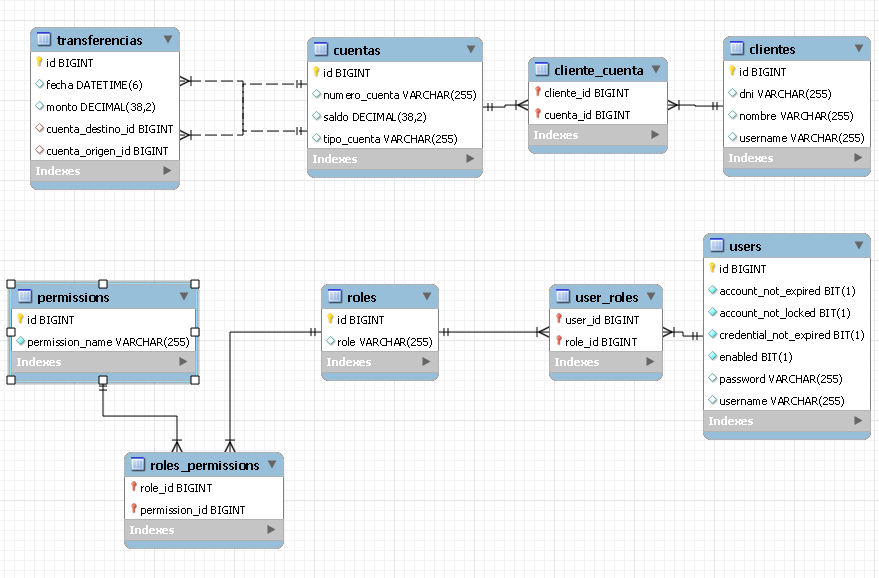 transferencias
id BIGINT
fecha DATETIME(6)
monto DECIMAL(38,2)
cuenta_destino_id BIGINT
cuenta_origen_id BIGINT
Indexes
cuentas
id BIGINT
numero_cuenta VARCHAR(255)
saldo DECIMAL(38,2)
tipo_cuenta VARCHAR(255)
Indexes
cliente_cuenta
cliente_id BIGINT
cuenta_id BIGINT
Indexes
clientes
id BIGINT
dni VARCHAR(255)
nombre VARCHAR(255)
username VARCHAR(255)
Indexes
permissions
id BIGINT
permission_name VARCHAR(255)
Indexes
roles
id BIGINT
role VARCHAR(255)
Indexes
user_roles
user_id BIGINT
role_id BIGINT
Indexes
users
id BIGINT
account_not_expired BIT(1)
account_not_locked BIT(1)
credential_not_expired BIT(1)
enabled BIT(1)
password VARCHAR(255)
username VARCHAR(255)
Indexes
roles_permissions
role_id BIGINT
permission_id BIGINT
Indexes